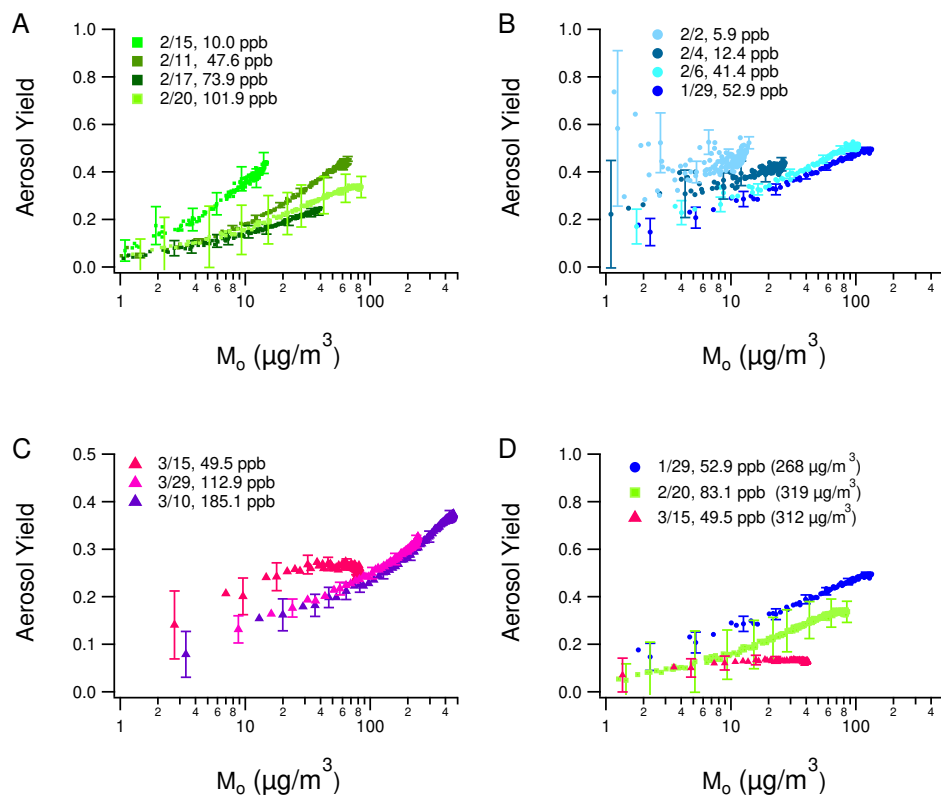 A
2/15, 10.0 ppb
2/11, 47.6 ppb
2/17, 73.9 ppb
2/20, 101.9 ppb
Aerosol Yield
1.0
0.8
0.6
0.4
0.2
0.0
1 2 4 6 8 10 2 4 6 8 100 2 4
Mo (µg/m3)
B
2/2, 5.9 ppb
2/4, 12.4 ppb
2/6, 41.4 ppb
1/29, 52.9 ppb
Aerosol Yield
1.0
0.8
0.6
0.4
0.2
0.0
1 2 4 6 8 10 2 4 6 8 100 2 4
Mo (µg/m3)
C
3/15, 49.5 ppb
3/29, 112.9 ppb
3/10, 185.1 ppb
Aerosol Yield
0.5
0.4
0.3
0.2
0.1
0.0
1 2 4 6 8 10 2 4 6 8 100 2 4
Mo (µg/m3)
D
1/29, 52.9 ppb (268 µg/m3)
2/20, 83.1 ppb (319 µg/m3)
3/15, 49.5 ppb (312 µg/m3)
Aerosol Yield
1.0
0.8
0.6
0.4
0.2
0.0
1 2 4 6 8 10 2 4 6 8 100 2 4
Mo (µg/m3)